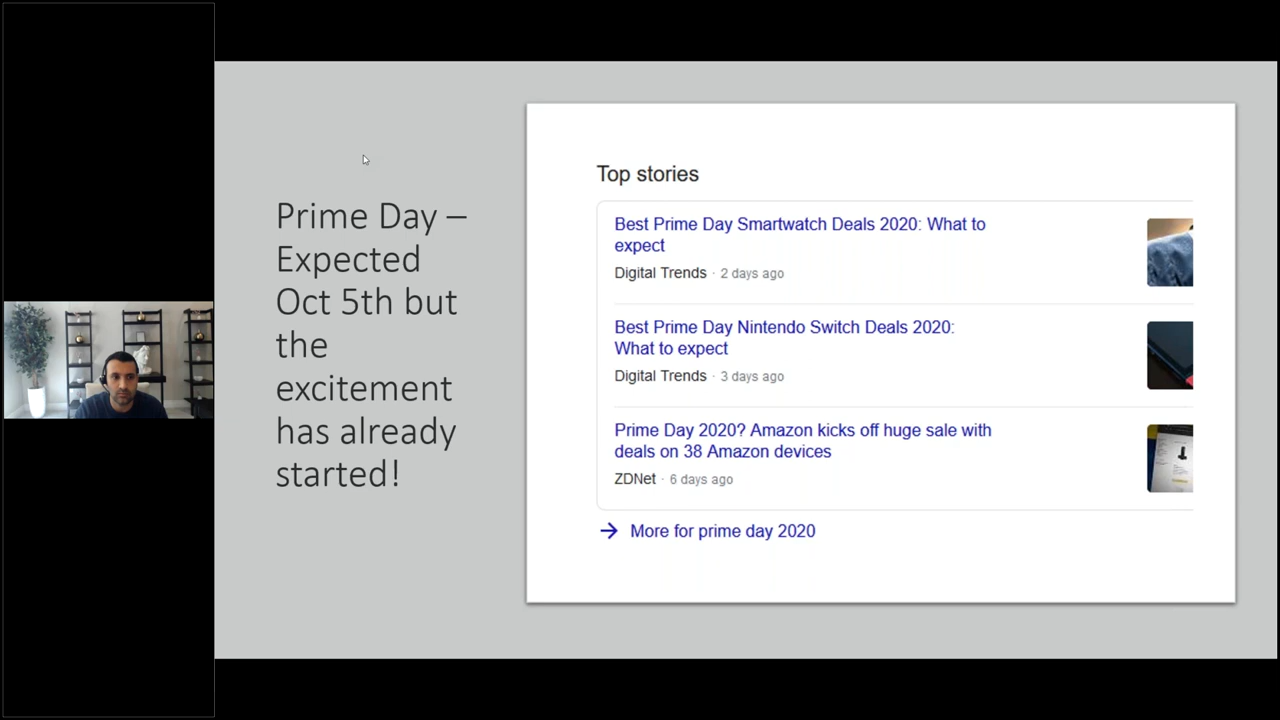 Prime Day –
Expected
Oct 5th but
the
excitement
has already
started!
Top stories
Best Prime Day Smartwatch Deals 2020: What to
expect
Digital Trends · 2 days ago
Best Prime Day Nintendo Switch Deals 2020:
What to expect
Digital Trends · 3 days ago
Prime Day 2020? Amazon kicks off huge sale with
deals on 38 Amazon devices
ZDNet · 6 days ago
→ More for prime day 2020